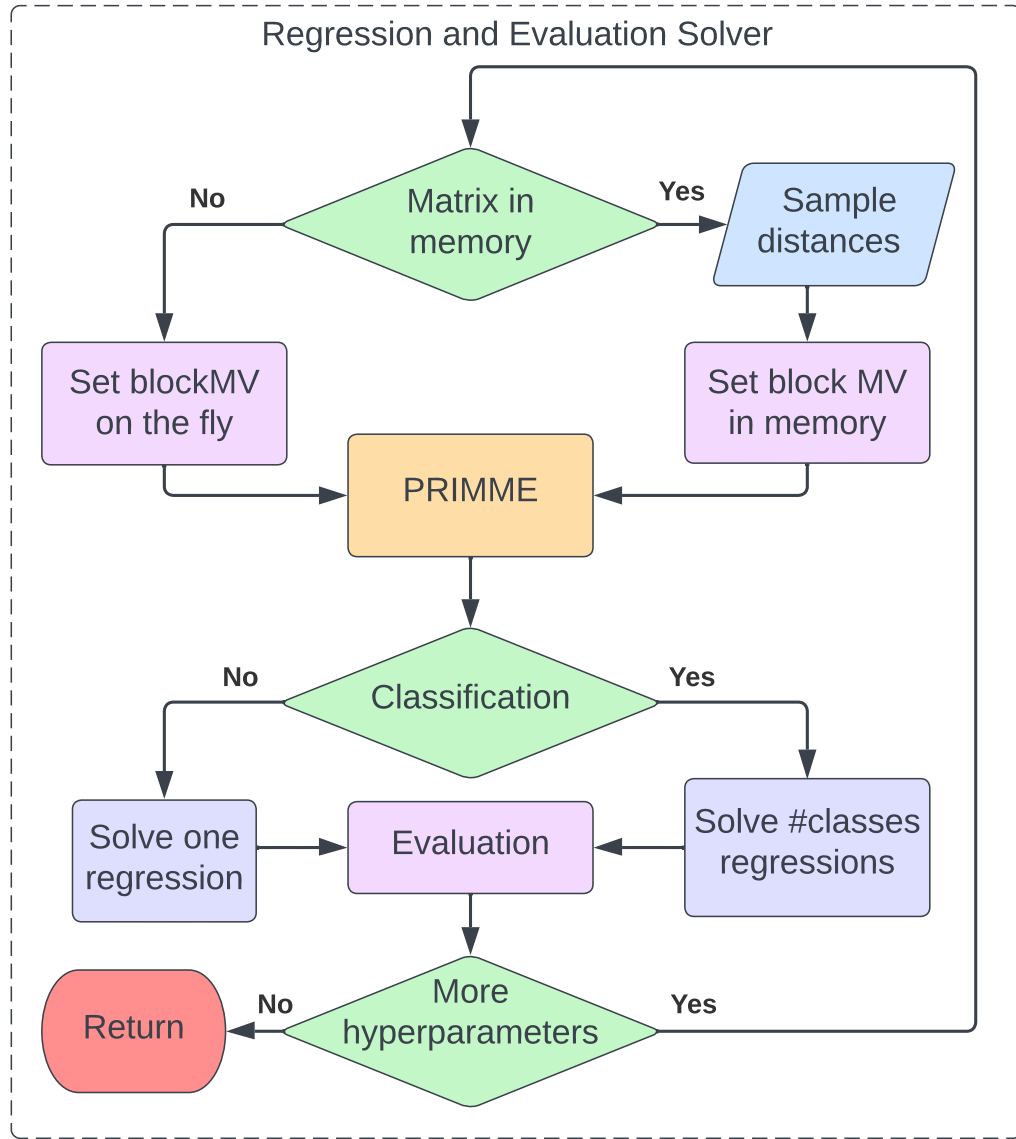 Regression and Evaluation Solver
No
Matrix in
memory
Yes
Sample
distances
Set blockMV
on the fly
Set block MV
in memory
PRIMME
No
Classification
Yes
Solve one
regression
Evaluation
Solve #classes
regressions
Return
No
More
hyperparameters
Yes